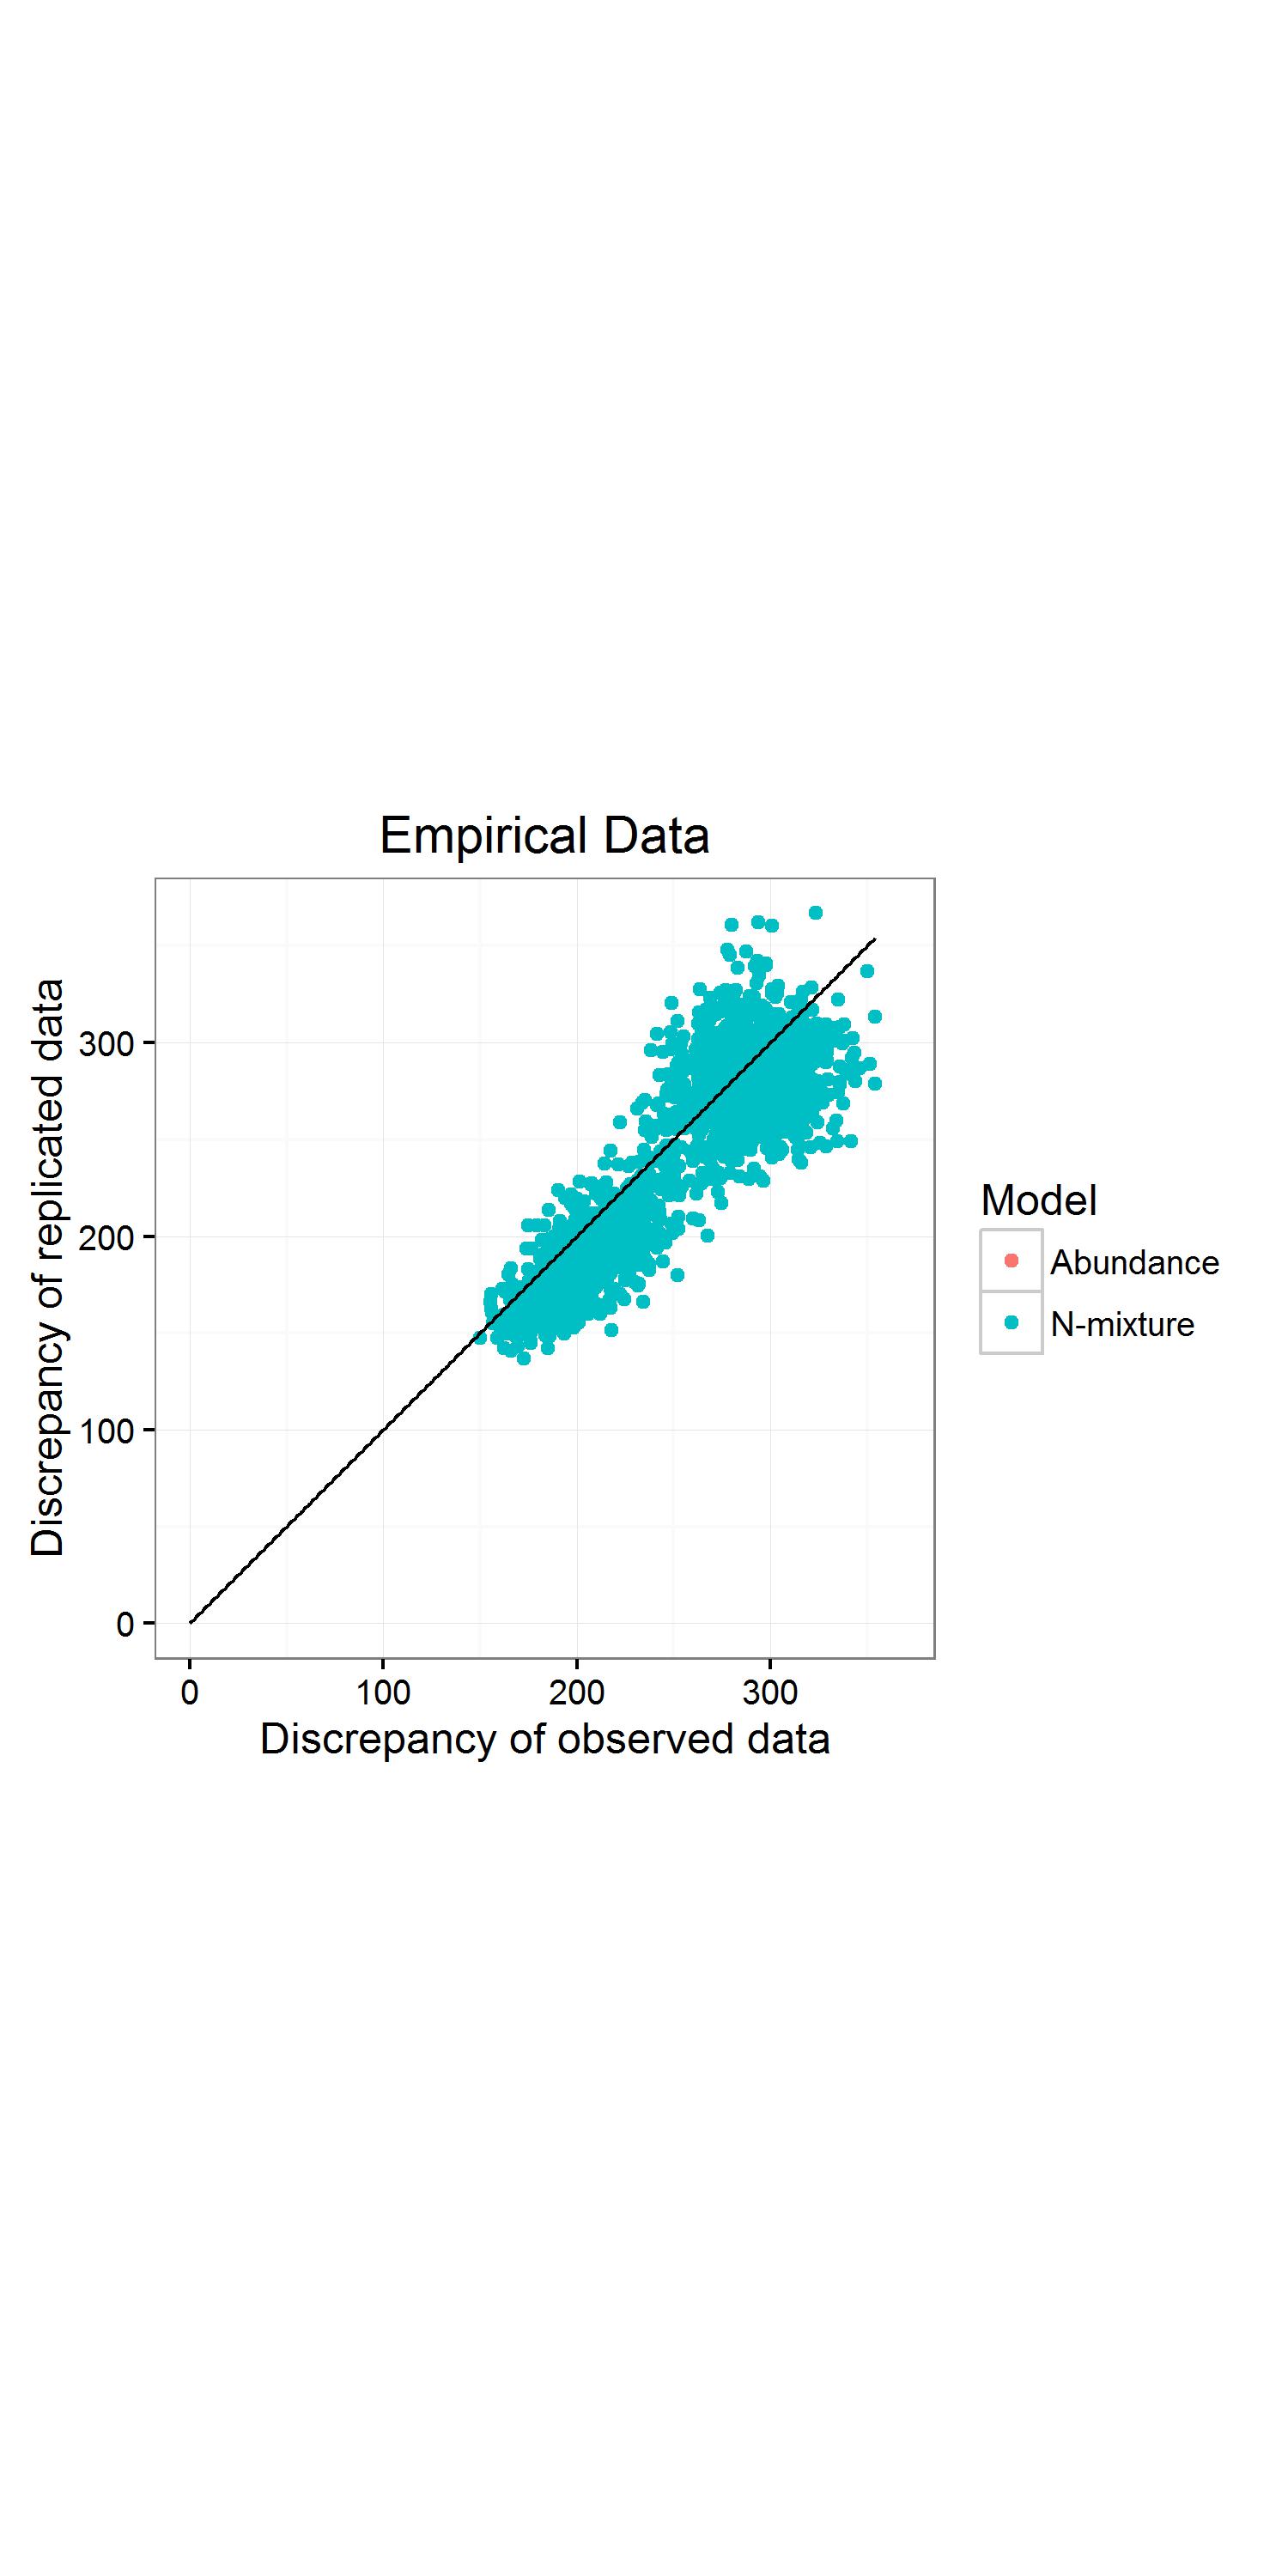 Empirical Data
Discrepancy of replicated data
300
200
100
0
0 100 200 300
Discrepancy of observed data
Model
Abundance
N-mixture